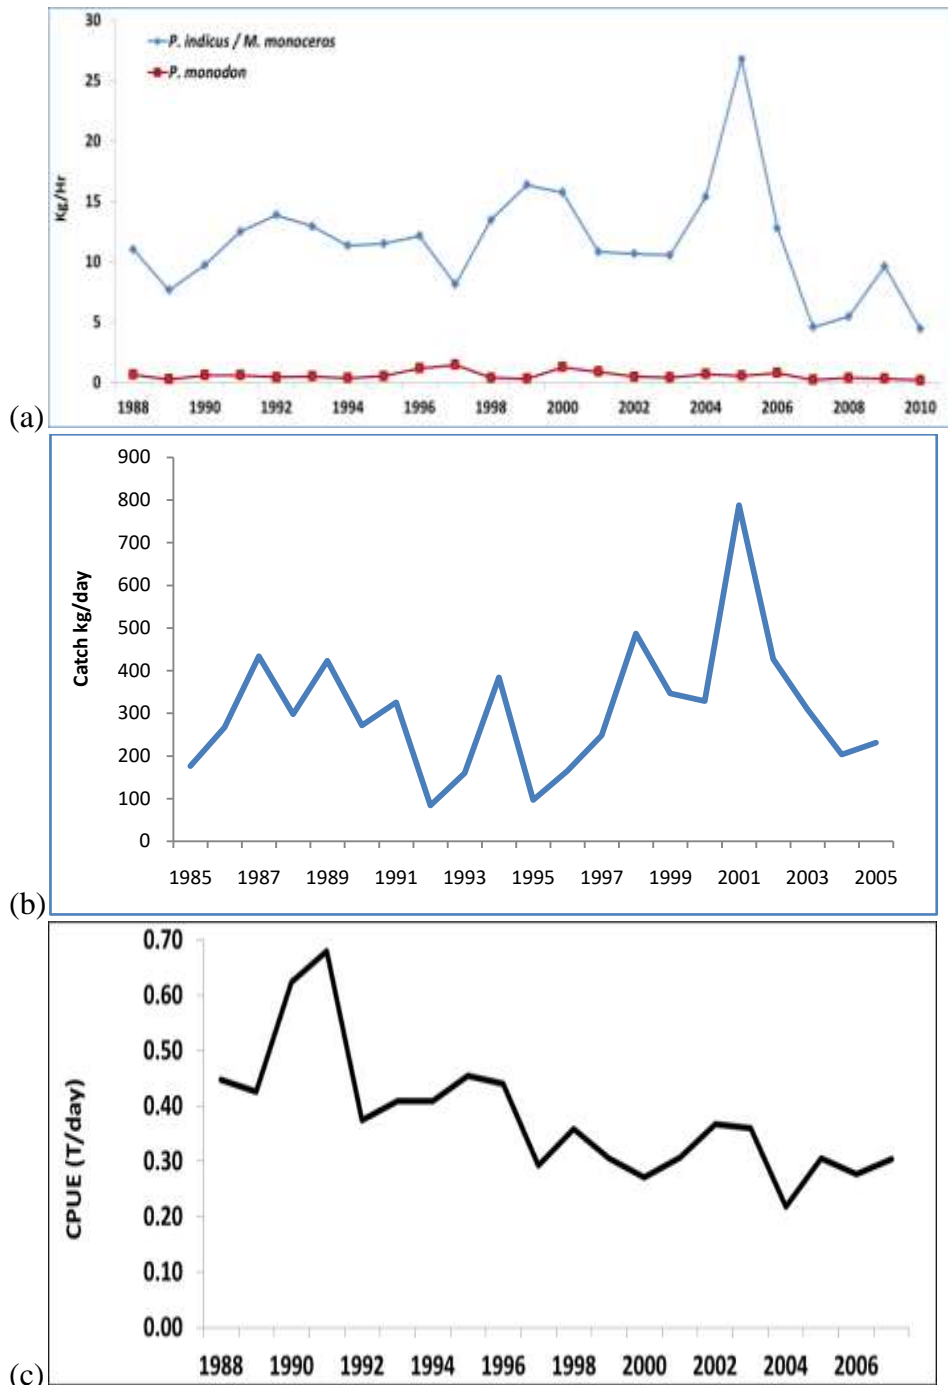 30
P. indicus / M. monoceros
P. monodon
25
20
Kg/Hr
15
10
5
0
1988 1990 1992 1994 1996 1998 2000 2002 2004 2006 2008 2010
(a)
900
800
700
600
Catch kg/day
500
400
300
200
100
0
1985 1987 1989 1991 1993 1995 1997 1999 2001 2003 2005
(b)
0.70
0.60
0.50
CPUE (T/day)
0.40
0.30
0.20
0.10
0.00
1988 1990 1992 1994 1996 1998 2000 2002 2004 2006
(c)